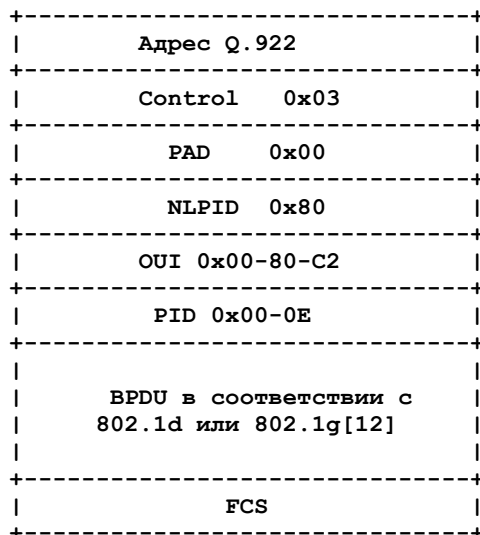 Адрес Q.922
Control 0x03
PAD 0x00
NLPID 0x80
OUI 0x00-80-C2
PID 0x00-0E
BPDU в соответствии с
802.1d или 802.1g[12]
FCS